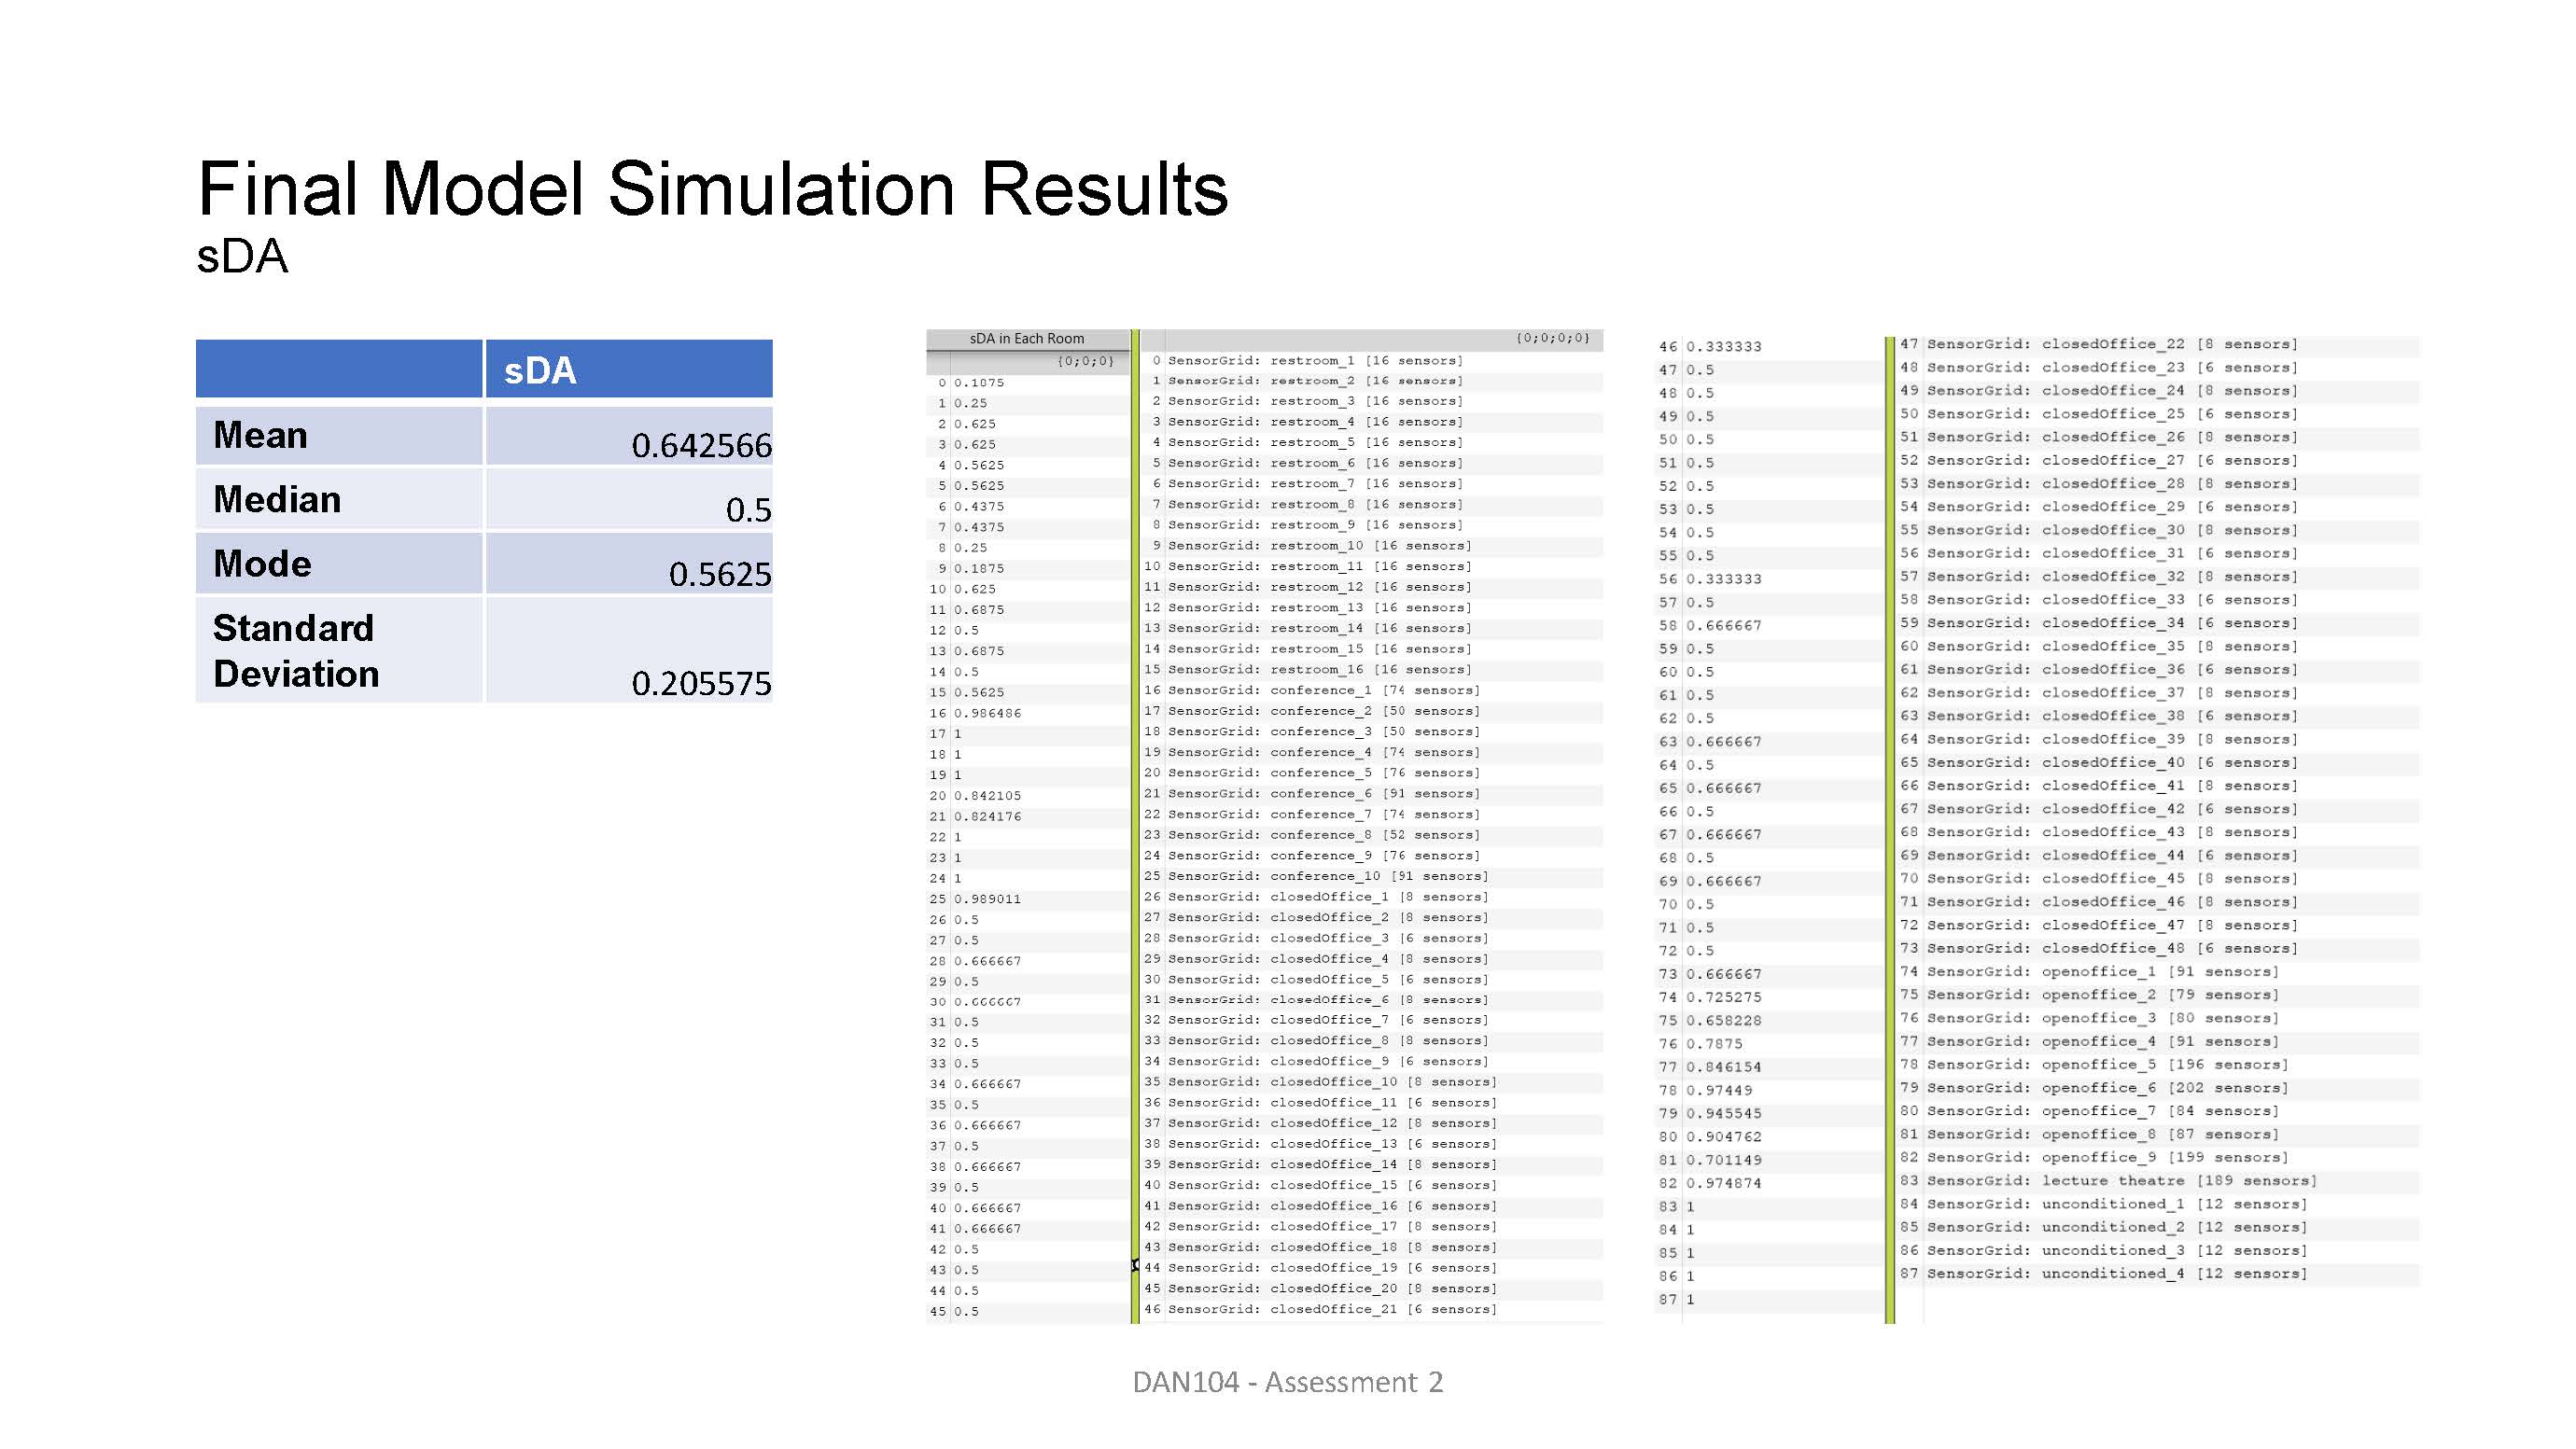 Final Model Simulation Results
sDA
sDA
Mean 0.642566
Median 0.5
Mode 0.5625
Standard
Deviation 0.205575
sDA in Each Room
{0;0;0}
0 0.1875
1 0.25
2 0.625
3 0.625
4 0.5625
5 0.5625
6 0.4375
7 0.4375
8 0.25
9 0.1875
10 0.625
11 0.6875
12 0.5
13 0.6875
14 0.5
15 0.5625
16 0.986486
17 1
18 1
19 1
20 0.842105
21 0.824176
22 1
23 1
24 1
25 0.989011
26 0.5
27 0.5
28 0.666667
29 0.5
30 0.666667
31 0.5
32 0.5
33 0.5
34 0.666667
35 0.5
36 0.666667
37 0.5
38 0.666667
39 0.5
40 0.666667
41 0.666667
42 0.5
43 0.5
44 0.5
45 0.5
{0;0;0;0}
0 SensorGrid: restroom_1 [16 sensors]
1 SensorGrid: restroom_2 [16 sensors]
2 SensorGrid: restroom_3 [16 sensors]
3 SensorGrid: restroom_4 [16 sensors]
4 SensorGrid: restroom_5 [16 sensors]
5 SensorGrid: restroom_6 [16 sensors]
6 SensorGrid: restroom_7 [16 sensors]
7 SensorGrid: restroom_8 [16 sensors]
8 SensorGrid: restroom_9 [16 sensors]
9 SensorGrid: restroom_10 [16 sensors]
10 SensorGrid: restroom_11 [16 sensors]
11 SensorGrid: restroom_12 [16 sensors]
12 SensorGrid: restroom_13 [16 sensors]
13 SensorGrid: restroom_14 [16 sensors]
14 SensorGrid: restroom_15 [16 sensors]
15 SensorGrid: restroom_16 [16 sensors]
16 SensorGrid: conference_1 [74 sensors]
17 SensorGrid: conference_2 [50 sensors]
18 SensorGrid: conference_3 [50 sensors]
19 SensorGrid: conference_4 [74 sensors]
20 SensorGrid: conference_5 [76 sensors]
21 SensorGrid: conference_6 [91 sensors]
22 SensorGrid: conference_7 [74 sensors]
23 SensorGrid: conference_8 [52 sensors]
24 SensorGrid: conference_9 [76 sensors]
25 SensorGrid: conference_10 [91 sensors]
26 SensorGrid: closedOffice_1 [8 sensors]
27 SensorGrid: closedOffice_2 [8 sensors]
28 SensorGrid: closedOffice_3 [6 sensors]
29 SensorGrid: closedOffice_4 [8 sensors]
30 SensorGrid: closedOffice_5 [6 sensors]
31 SensorGrid: closedOffice_6 [8 sensors]
32 SensorGrid: closedOffice_7 [6 sensors]
33 SensorGrid: closedOffice_8 [8 sensors]
34 SensorGrid: closedOffice_9 [6 sensors]
35 SensorGrid: closedOffice_10 [8 sensors]
36 SensorGrid: closedOffice_11 [6 sensors]
37 SensorGrid: closedOffice_12 [8 sensors]
38 SensorGrid: closedOffice_13 [6 sensors]
39 SensorGrid: closedOffice_14 [8 sensors]
40 SensorGrid: closedOffice_15 [6 sensors]
41 SensorGrid: closedOffice_16 [6 sensors]
42 SensorGrid: closedOffice_17 [8 sensors]
43 SensorGrid: closedOffice_18 [8 sensors]
44 SensorGrid: closedOffice_19 [6 sensors]
45 SensorGrid: closedOffice_20 [8 sensors]
46 SensorGrid: closedOffice_21 [6 sensors]
46 0.333333
47 0.5
48 0.5
49 0.5
50 0.5
51 0.5
52 0.5
53 0.5
54 0.5
55 0.5
56 0.333333
57 0.5
58 0.666667
59 0.5
60 0.5
61 0.5
62 0.5
63 0.666667
64 0.5
65 0.666667
66 0.5
67 0.666667
68 0.5
69 0.666667
70 0.5
71 0.5
72 0.5
73 0.666667
74 0.725275
75 0.658228
76 0.7875
77 0.846154
78 0.97449
79 0.945545
80 0.904762
81 0.701149
82 0.974874
83 1
84 1
85 1
86 1
87 1
47 SensorGrid: closedOffice_22 [8 sensors]
48 SensorGrid: closedOffice_23 [6 sensors]
49 SensorGrid: closedOffice_24 [8 sensors]
50 SensorGrid: closedOffice_25 [6 sensors]
51 SensorGrid: closedOffice_26 [8 sensors]
52 SensorGrid: closedOffice_27 [6 sensors]
53 SensorGrid: closedOffice_28 [8 sensors]
54 SensorGrid: closedOffice_29 [6 sensors]
55 SensorGrid: closedOffice_30 [8 sensors]
56 SensorGrid: closedOffice_31 [6 sensors]
57 SensorGrid: closedOffice_32 [8 sensors]
58 SensorGrid: closedOffice_33 [6 sensors]
59 SensorGrid: closedOffice_34 [6 sensors]
60 SensorGrid: closedOffice_35 [8 sensors]
61 SensorGrid: closedOffice_36 [6 sensors]
62 SensorGrid: closedOffice_37 [8 sensors]
63 SensorGrid: closedOffice_38 [6 sensors]
64 SensorGrid: closedOffice_39 [8 sensors]
65 SensorGrid: closedOffice_40 [6 sensors]
66 SensorGrid: closedOffice_41 [8 sensors]
67 SensorGrid: closedOffice_42 [6 sensors]
68 SensorGrid: closedOffice_43 [8 sensors]
69 SensorGrid: closedOffice_44 [6 sensors]
70 SensorGrid: closedOffice_45 [8 sensors]
71 SensorGrid: closedOffice_46 [8 sensors]
72 SensorGrid: closedOffice_47 [8 sensors]
73 SensorGrid: closedOffice_48 [6 sensors]
74 SensorGrid: openoffice_1 [91 sensors]
75 SensorGrid: openoffice_2 [79 sensors]
76 SensorGrid: openoffice_3 [80 sensors]
77 SensorGrid: openoffice_4 [91 sensors]
78 SensorGrid: openoffice_5 [196 sensors]
79 SensorGrid: openoffice_6 [202 sensors]
80 SensorGrid: openoffice_7 [84 sensors]
81 SensorGrid: openoffice_8 [87 sensors]
82 SensorGrid: openoffice_9 [199 sensors]
83 SensorGrid: lecture theatre [189 sensors]
84 SensorGrid: unconditioned_1 [12 sensors]
85 SensorGrid: unconditioned_2 [12 sensors]
86 SensorGrid: unconditioned_3 [12 sensors]
87 SensorGrid: unconditioned_4 [12 sensors]
DAN104 - Assessment 2